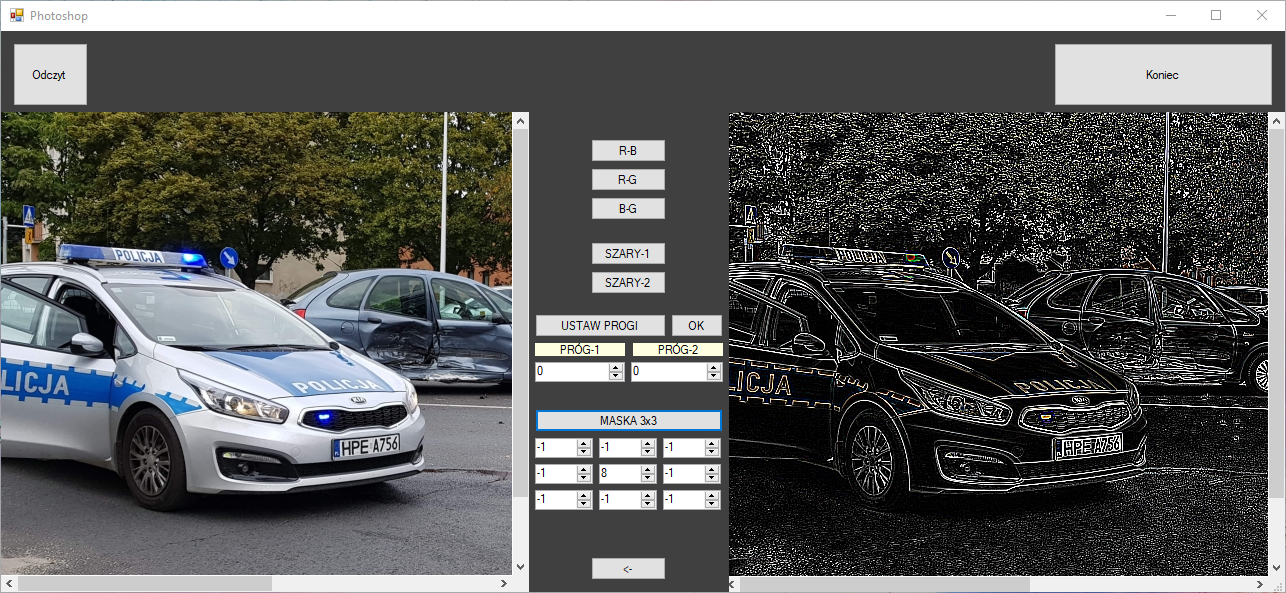 Photoshop
Odczyt
Koniec
R-B
R-G
B-G
SZARY-1
SZARY-2
USTAW PROGI OK
PRÓG-1 PRÓG-2
0 0
MASKA 3x3
-1 -1 -1
-1 8 -1
-1 -1 -1
<-
POLICJA
LICJA
POLICJA
HPE A756
POLICJA
LICJA
POLICJA
HPE A756